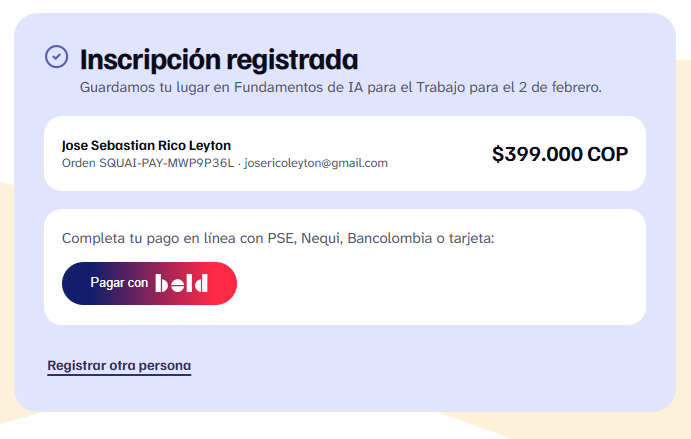 Inscripción registrada
Guardamos tu lugar en Fundamentos de IA para el Trabajo para el 2 de febrero.
Jose Sebastian Rico Leyton
Orden SQUAI-PAY-MWP9P36L · josericoleyton@gmail.com
$399.000 COP
Completa tu pago en línea con PSE, Nequi, Bancolombia o tarjeta:
Pagar con bold
Registrar otra persona